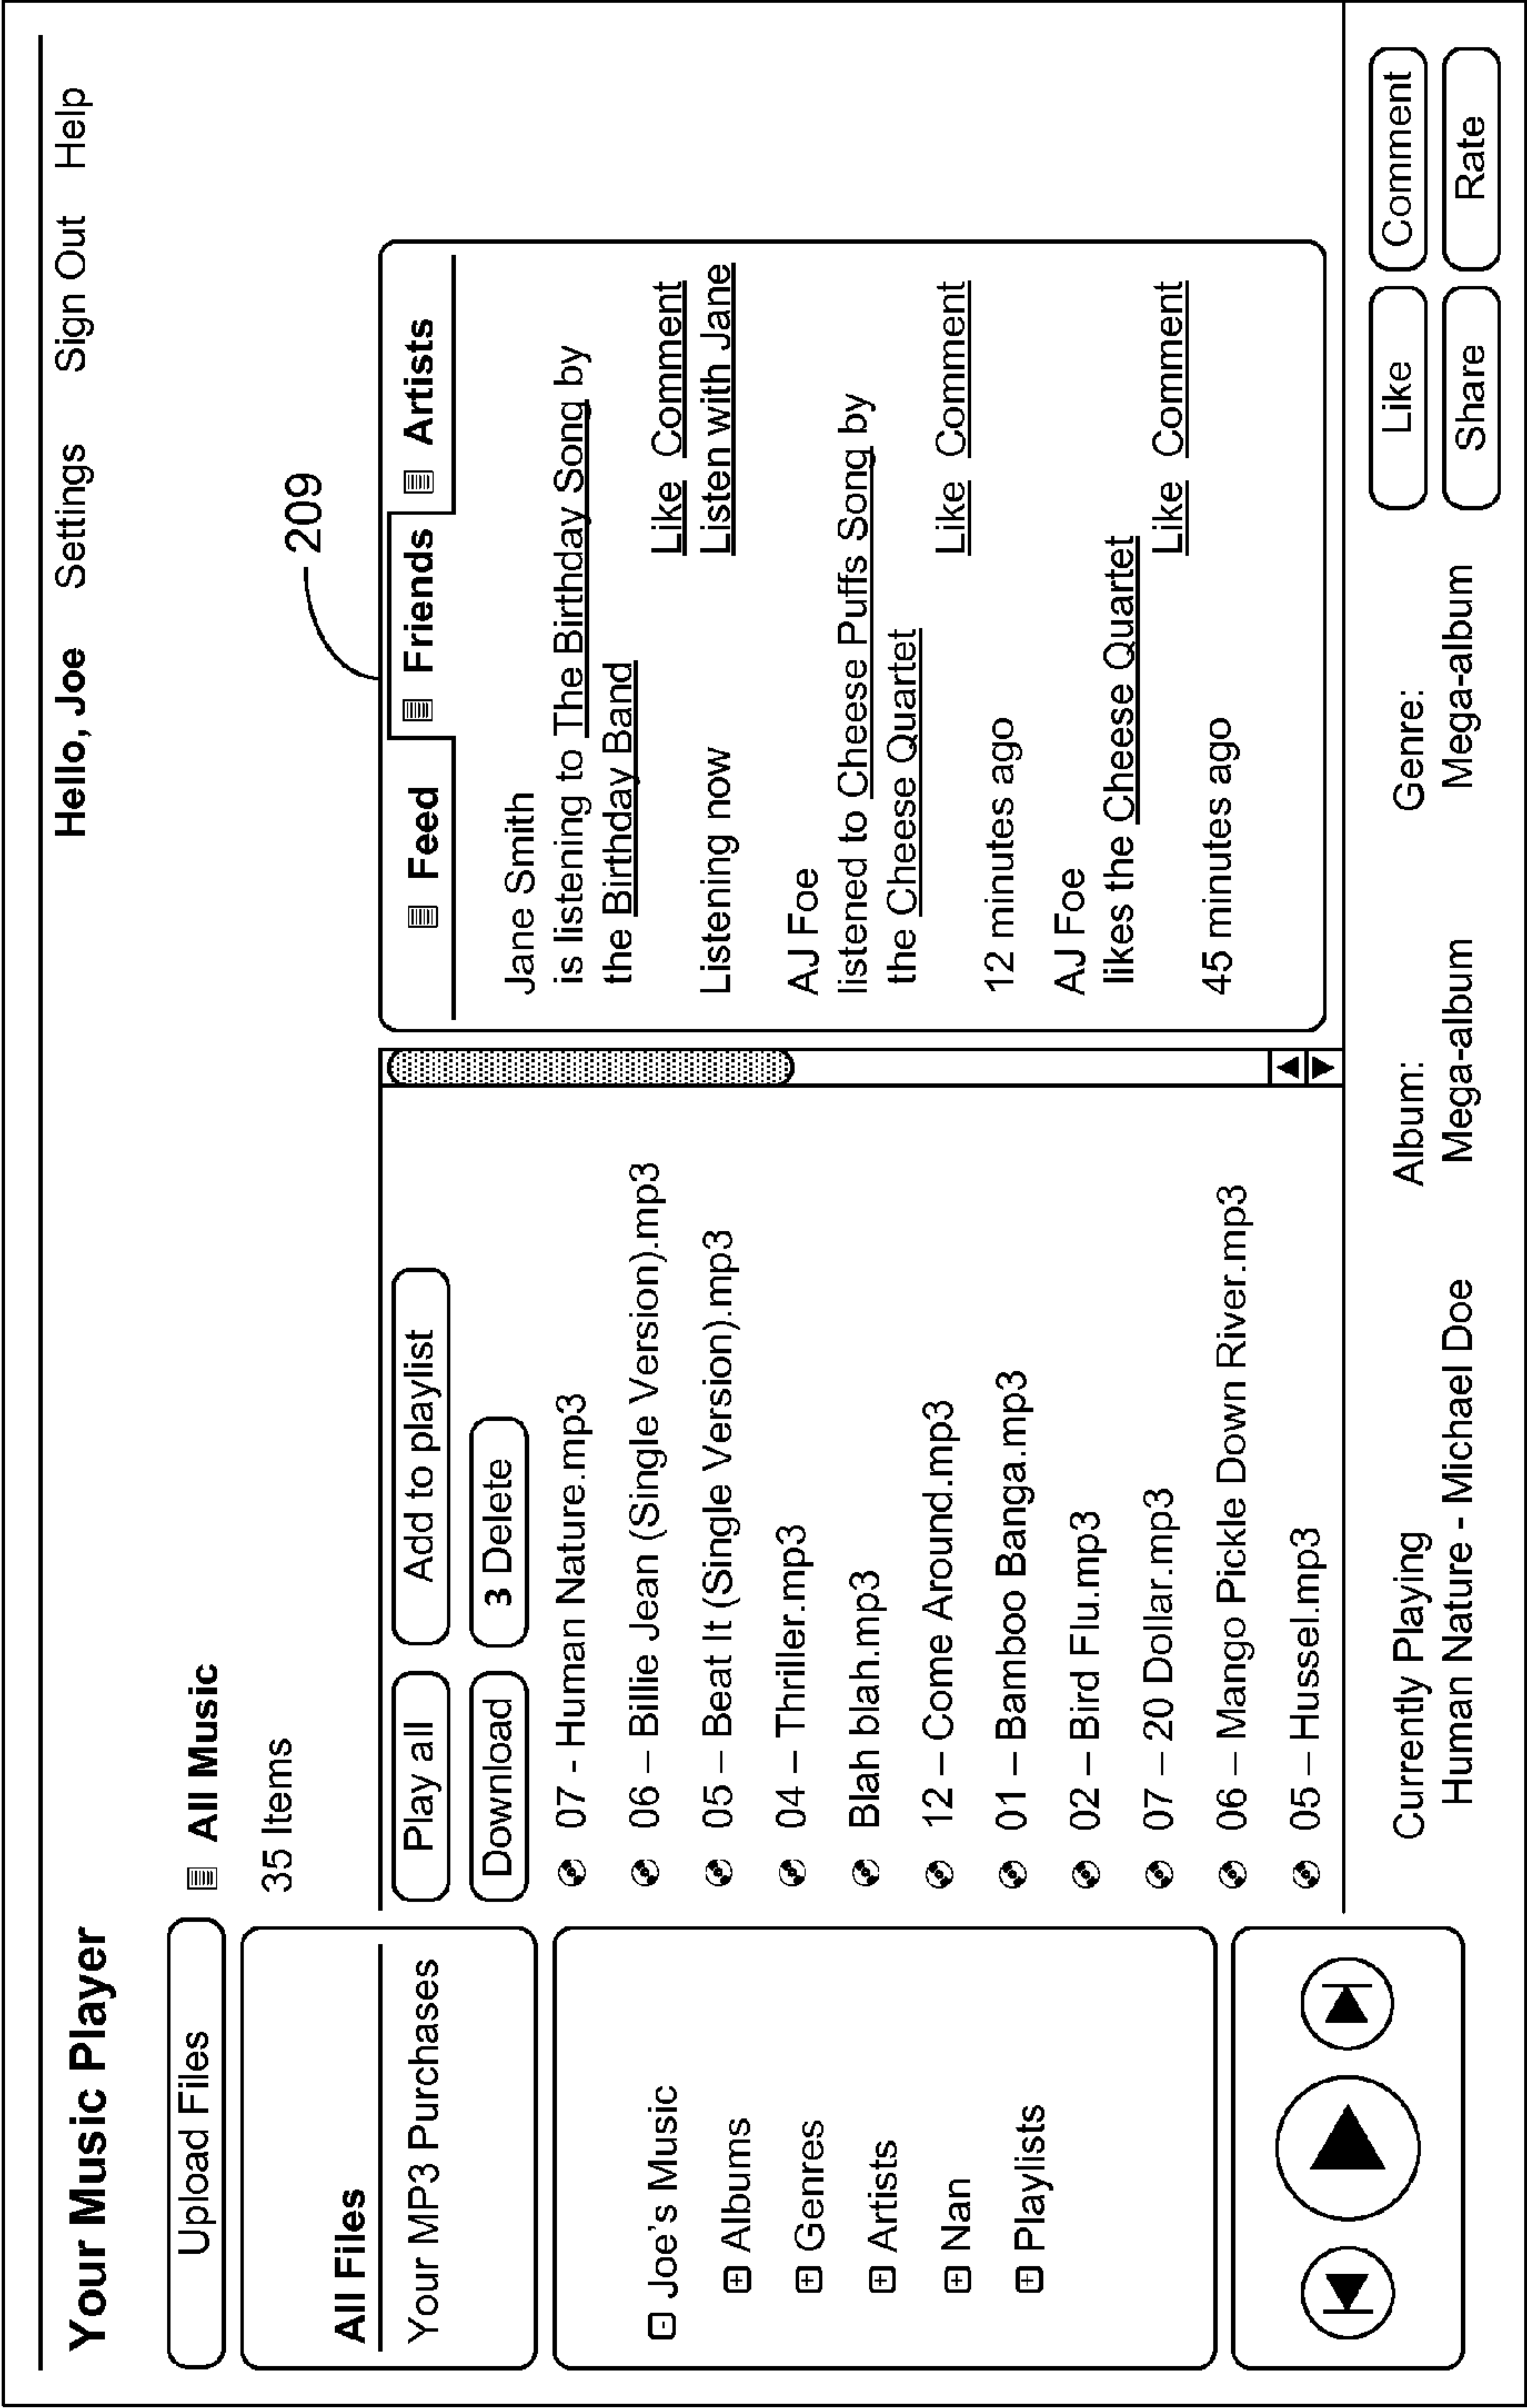 Your Music Player
Hello, Joe Settings Sign Out Help
Upload Files
All Music
35 Items
209
All Files
Your MP3 Purchases
Joe's Music
Albums
Genres
Artists
Nan
Playlists
Play all Add to playlist
Download 3 Delete
07 - Human Nature.mp3
06 – Billie Jean (Single Version).mp3
05 – Beat It (Single Version).mp3
04 – Thriller.mp3
Blah blah.mp3
12 – Come Around.mp3
01 – Bamboo Banga.mp3
02 – Bird Flu.mp3
07 – 20 Dollar.mp3
06 – Mango Pickle Down River.mp3
05 – Hussel.mp3
Feed Friends Artists
Jane Smith
is listening to The Birthday Song by
the Birthday Band
Like Comment
Listening now Listen with Jane
AJ Foe
listened to Cheese Puffs Song by
the Cheese Quartet
Like Comment
12 minutes ago
AJ Foe
likes the Cheese Quartet
Like Comment
45 minutes ago
Currently Playing Album: Genre:
Human Nature - Michael Doe Mega-album Mega-album
Like Comment
Share Rate